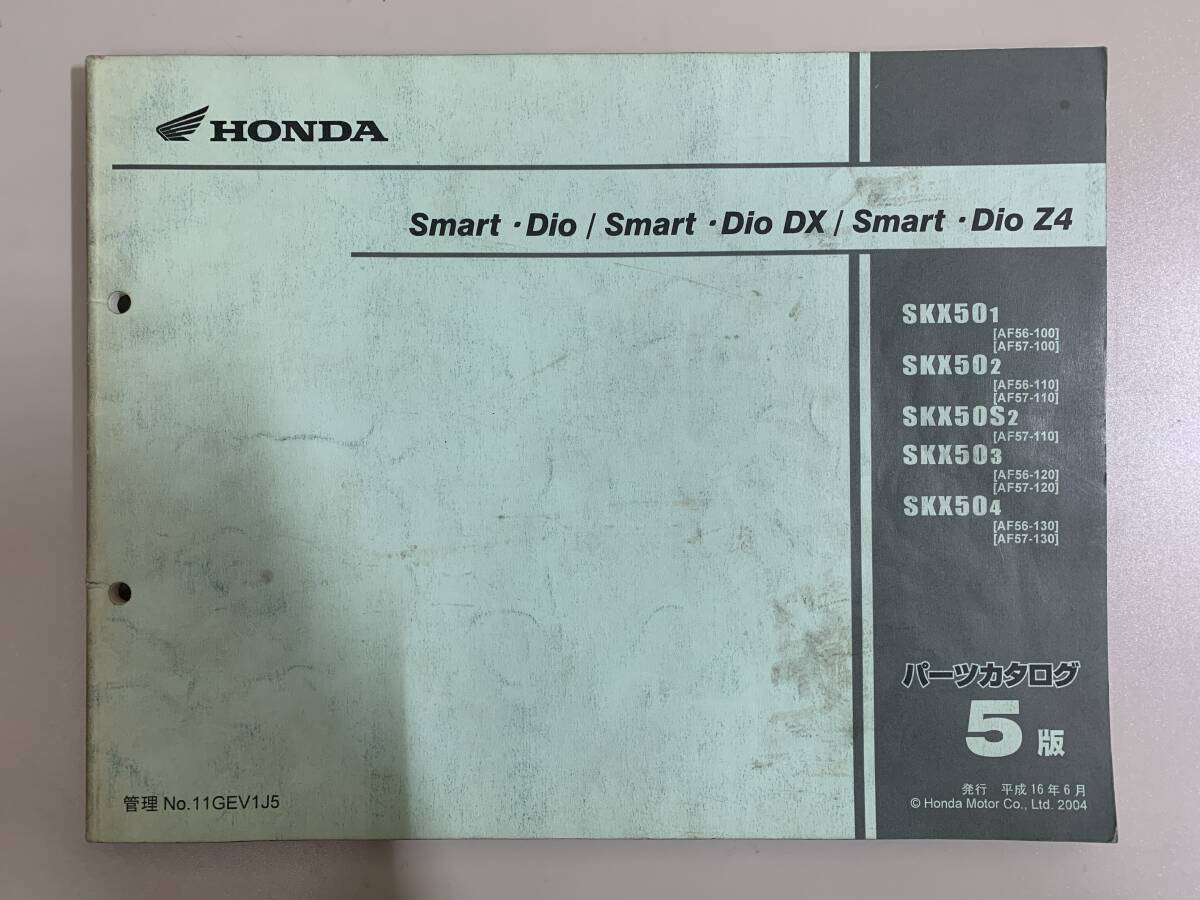 HONDA
Smart・Dio / Smart・Dio DX / Smart・Dio Z4
SKX501
[AF56-100]
[AF57-100]
SKX502
[AF56-110]
[AF57-110]
SKX50S2
[AF57-110]
SKX503
[AF56-120]
[AF57-120]
SKX504
[AF56-130]
[AF57-130]
パーツカタログ
5版
発行 平成16年6月
© Honda Motor Co., Ltd. 2004
管理 No.11GEV1J5